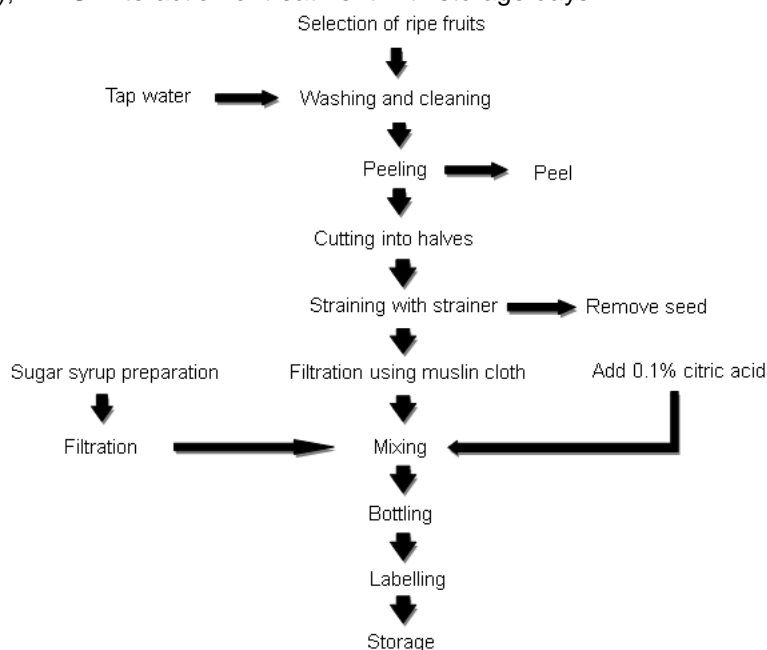 Selection of ripe fruits
Tap water
Washing and cleaning
Peeling
Peel
Cutting into halves
Straining with strainer
Remove seed
Sugar syrup preparation
Filtration using muslin cloth
Add 0.1% citric acid
Filtration
Mixing
Bottling
Labelling
Storage